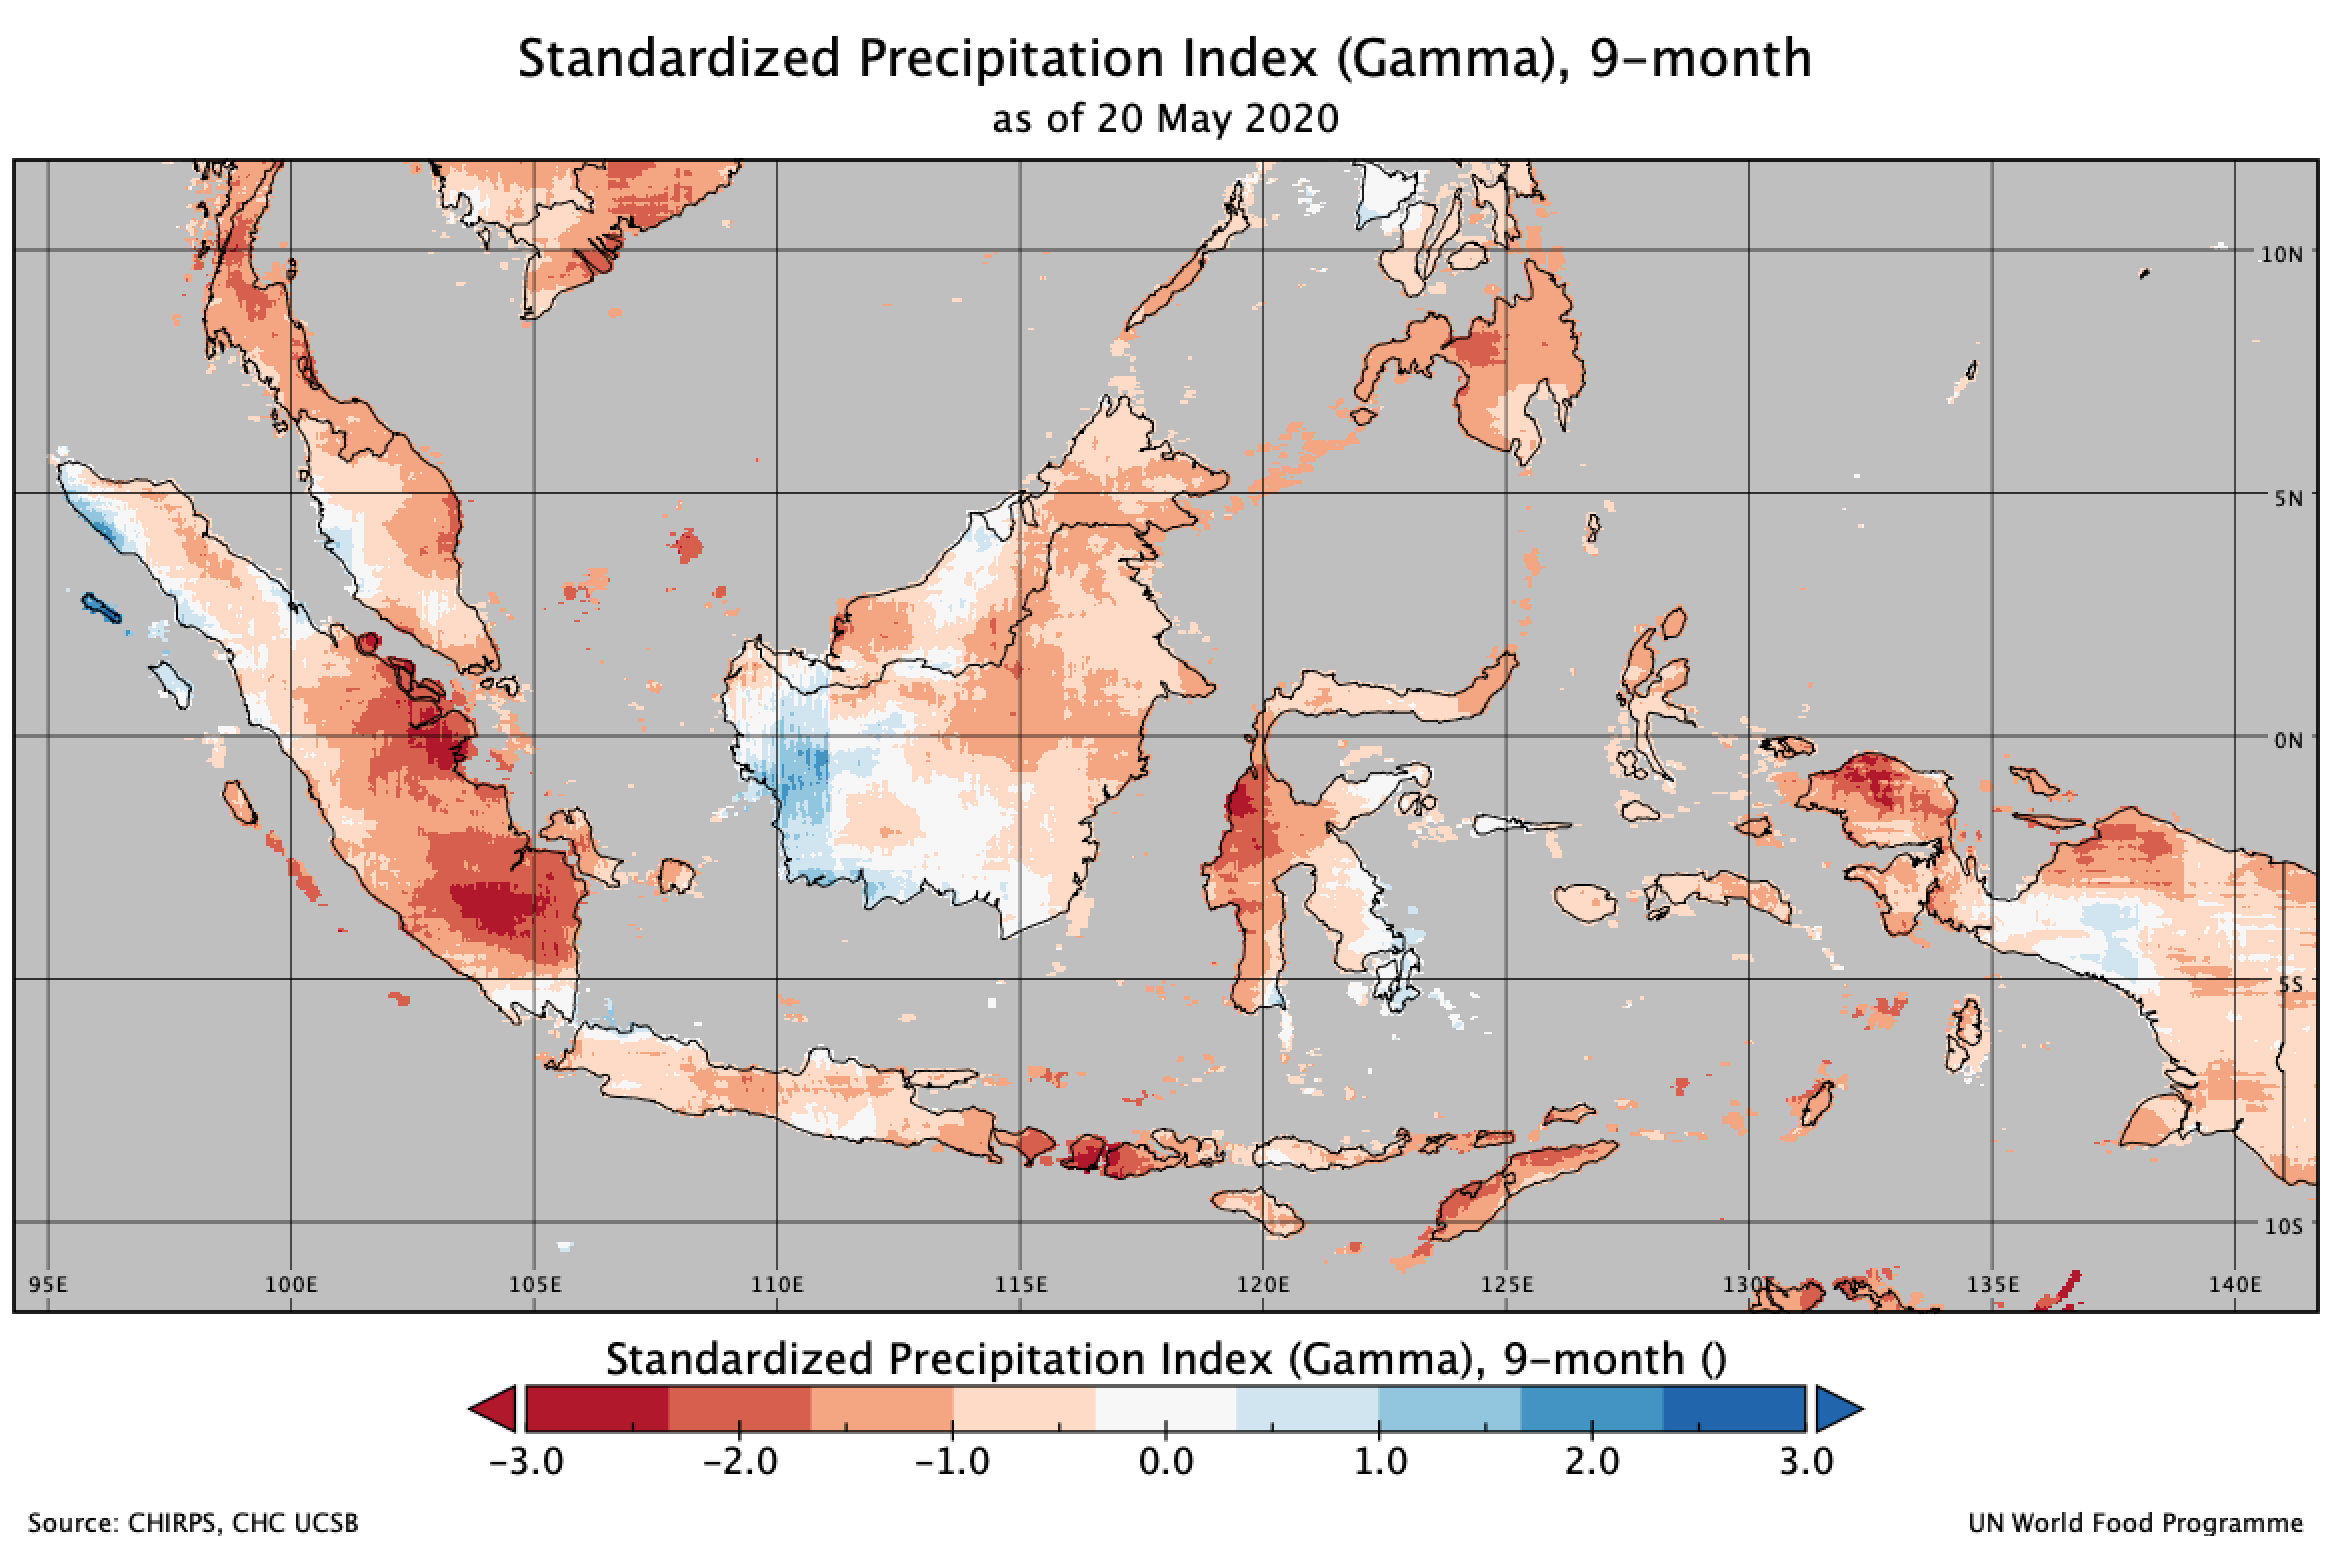 Standardized Precipitation Index (Gamma), 9-month
as of 20 May 2020
10N
5N
0N
5S
10S
95E 100E 105E 110E 115E 120E 125E 130E 135E 140E
Standardized Precipitation Index (Gamma), 9-month ()
-3.0 -2.0 -1.0 0.0 1.0 2.0 3.0
Source: CHIRPS, CHC UCSB UN World Food Programme